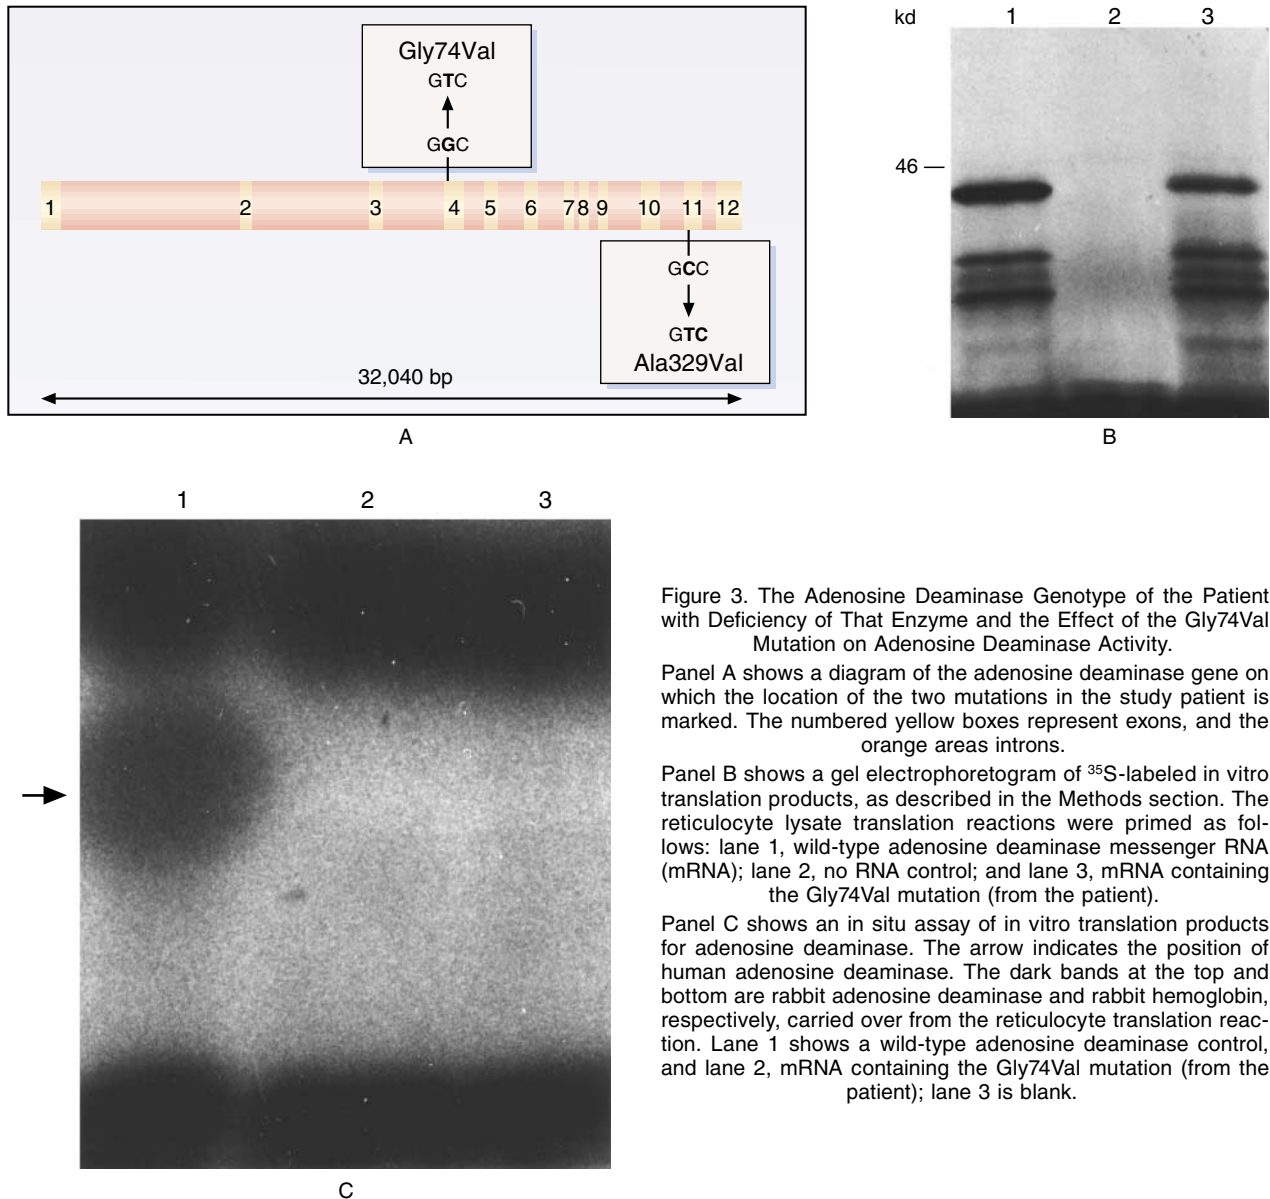 Gly74Val
GTC
GGC
1 2 3 4 5 6 7 8 9 10 11 12
GCC
GTC
Ala329Val
32,040 bp
A
kd 1 2 3
46
B
1 2 3
C
Figure 3. The Adenosine Deaminase Genotype of the Patient
with Deficiency of That Enzyme and the Effect of the Gly74Val
Mutation on Adenosine Deaminase Activity.
Panel A shows a diagram of the adenosine deaminase gene on
which the location of the two mutations in the study patient is
marked. The numbered yellow boxes represent exons, and the
orange areas introns.
Panel B shows a gel electrophoretogram of ³⁵S-labeled in vitro
translation products, as described in the Methods section. The
reticulocyte lysate translation reactions were primed as fol-
lows: lane 1, wild-type adenosine deaminase messenger RNA
(mRNA); lane 2, no RNA control; and lane 3, mRNA containing
the Gly74Val mutation (from the patient).
Panel C shows an in situ assay of in vitro translation products
for adenosine deaminase. The arrow indicates the position of
human adenosine deaminase. The dark bands at the top and
bottom are rabbit adenosine deaminase and rabbit hemoglobin,
respectively, carried over from the reticulocyte translation reac-
tion. Lane 1 shows a wild-type adenosine deaminase control,
and lane 2, mRNA containing the Gly74Val mutation (from the
patient); lane 3 is blank.